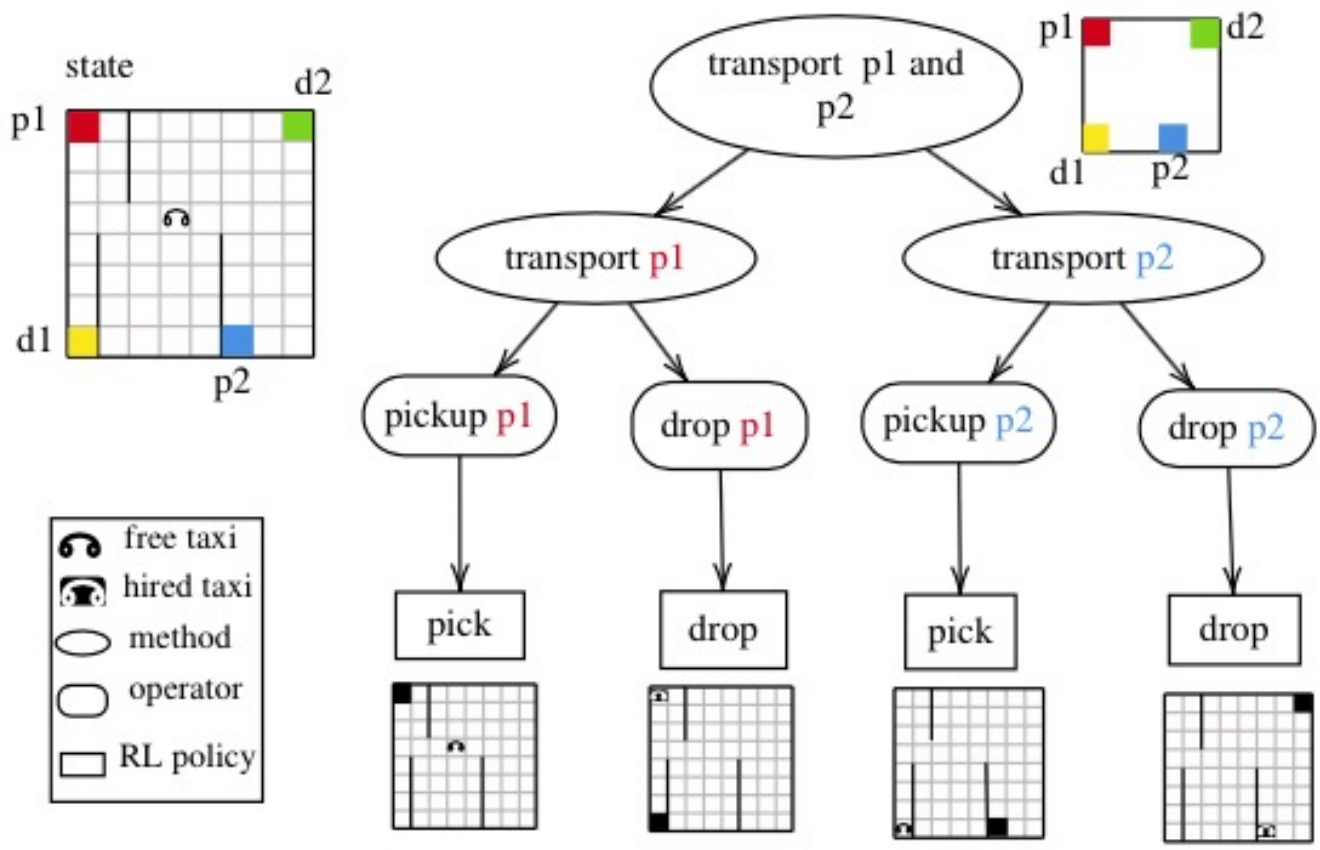 state
d2
p1
d1
p2
transport p1 and
p2
p1
d2
d1
p2
transport p1
transport p2
pickup p1
drop p1
pickup p2
drop p2
pick
drop
pick
drop
free taxi
hired taxi
method
operator
RL policy